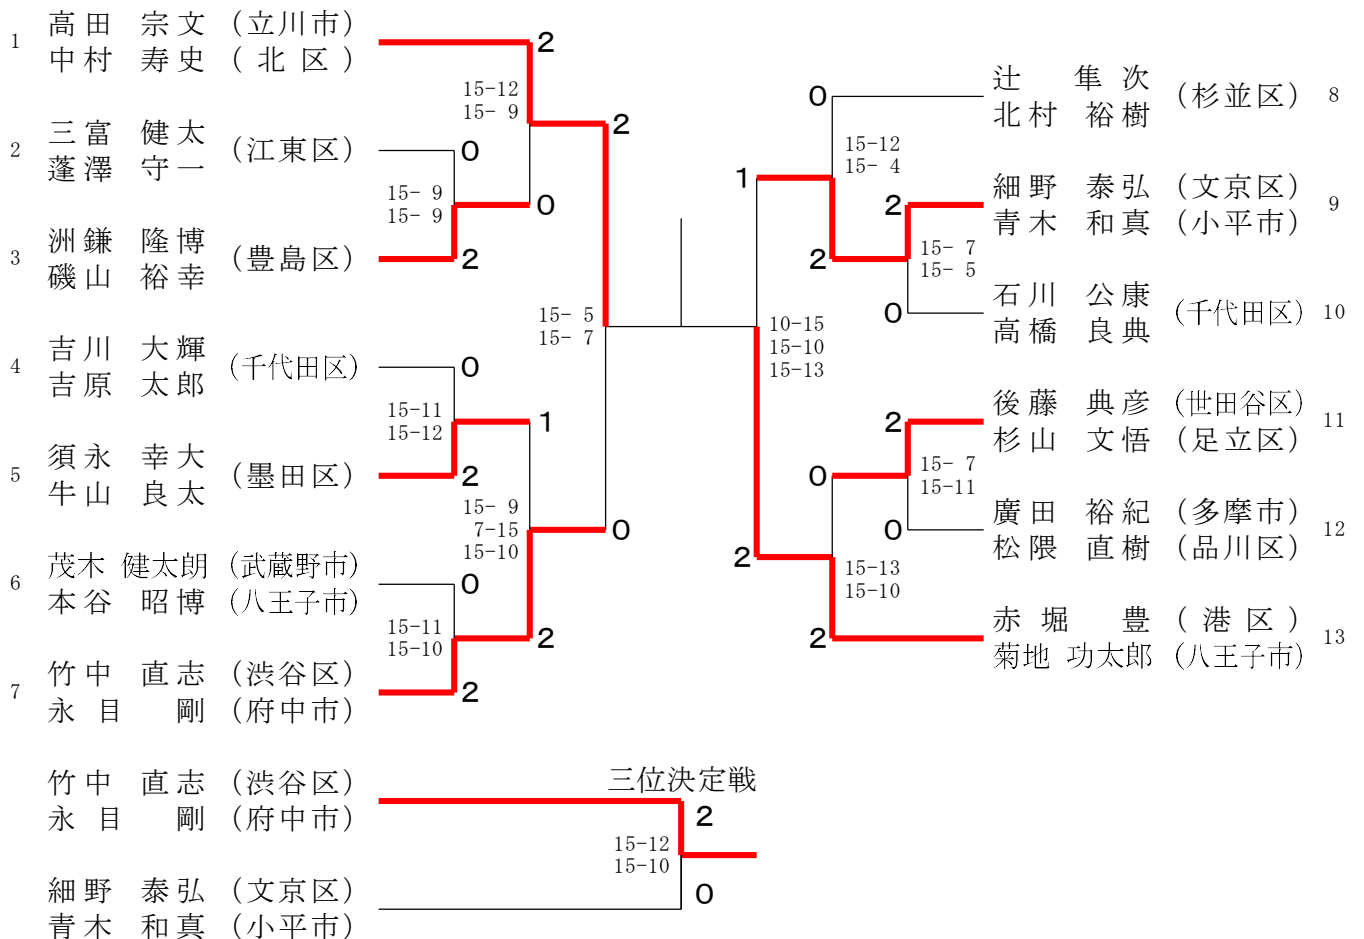 1 高田 宗文 (立川市)
中村 寿史 (北区)
2 三富 健太 (江東区)
蓬澤 守一
3 洲鎌 隆博 (豊島区)
磯山 裕幸
4 吉川 大輝 (千代田区)
吉原 太郎
5 須永 幸大 (墨田区)
牛山 良太
6 茂木 健太朗 (武蔵野市)
本谷 昭博 (八王子市)
7 竹中 直志 (渋谷区)
永目 剛 (府中市)
2
15-12
15- 9
0
15- 9
15- 9
0
2
2
15- 5
15- 7
0
15-11
15-12
2
1
15- 9
7-15
15-10
0
0
15-11
15-10
2
2
辻 隼次 (杉並区) 8
北村 裕樹
細野 泰弘 (文京区) 9
青木 和真 (小平市)
石川 公康 (千代田区) 10
高橋 良典
後藤 典彦 (世田谷区) 11
杉山 文悟 (足立区)
廣田 裕紀 (多摩市) 12
松隈 直樹 (品川区)
赤堀 豊 (港区) 13
菊地 功太郎 (八王子市)
0
15-12
15- 4
1
2
15- 7
15- 5
2
0
10-15
15-10
15-13
2
0
15- 7
15-11
0
2
15-13
15-10
2
竹中 直志 (渋谷区)
永目 剛 (府中市)
三位決定戦
2
15-12
15-10
0
細野 泰弘 (文京区)
青木 和真 (小平市)